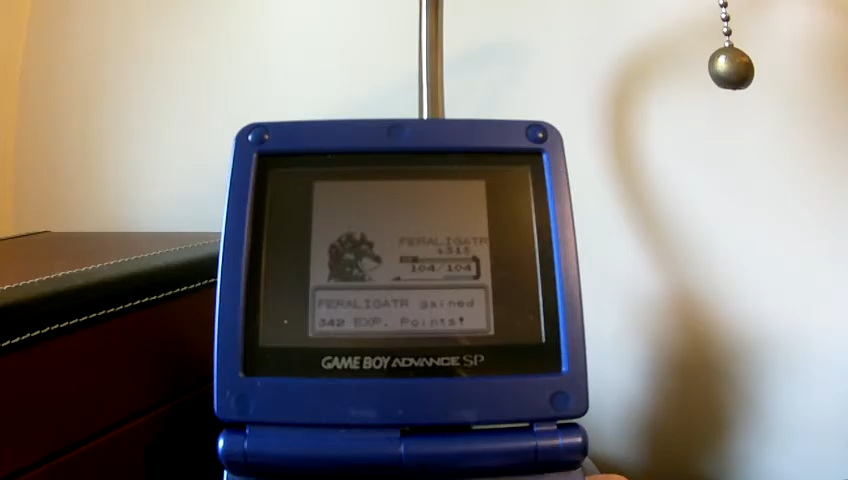 FERALIGATR
104/104
FERALIGATR gained
342 EXP. Points!
GAME BOY ADVANCE SP